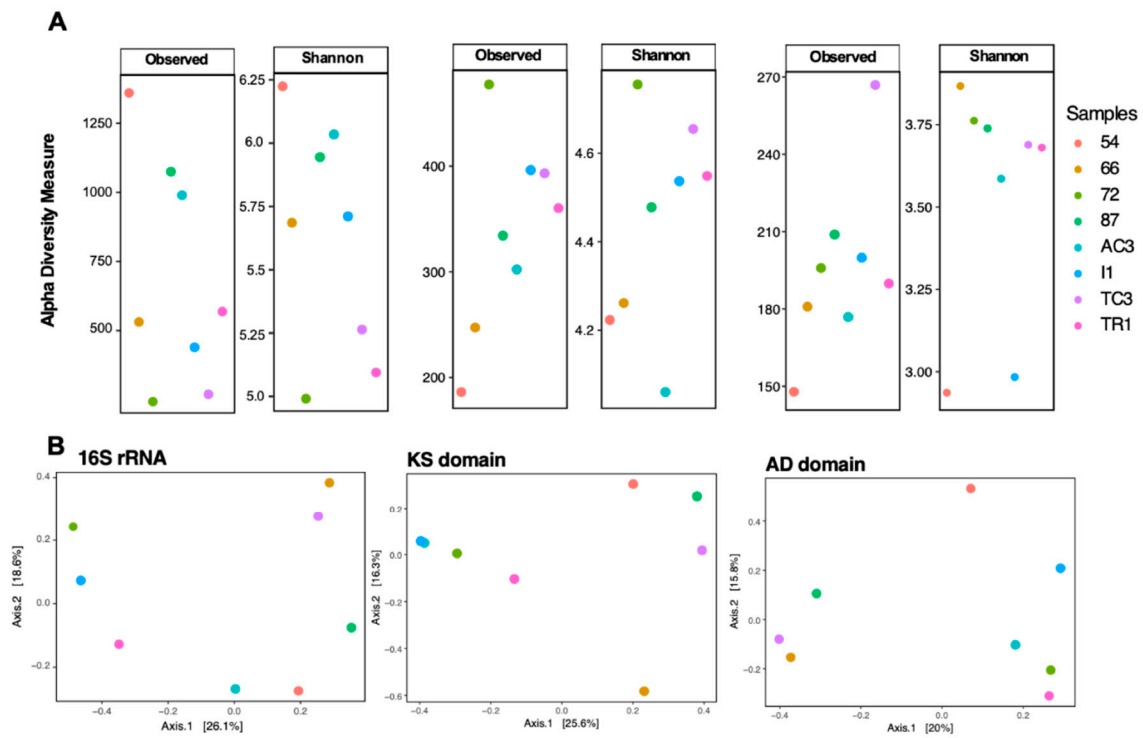 A
Observed
Shannon
Observed
Shannon
Observed
Shannon
Alpha Diversity Measure
1250
1000
750
500
6.25
6.0
5.75
5.5
5.25
5.0
400
300
200
4.6
4.4
4.2
270
240
210
180
150
3.75
3.50
3.25
3.00
Samples
54
66
72
87
AC3
I1
TC3
TR1
B
16S rRNA
KS domain
AD domain
Axis.2 [18.6%]
0.4
0.2
0.0
−0.2
−0.4
−0.2
0.0
0.2
Axis.1 [26.1%]
Axis.2 [16.3%]
0.2
0.0
−0.2
−0.4
−0.6
−0.4
−0.2
0.0
0.2
0.4
Axis.1 [25.6%]
Axis.2 [15.8%]
0.4
0.2
0.0
−0.2
−0.4
−0.2
0.0
0.2
Axis.1 [20%]